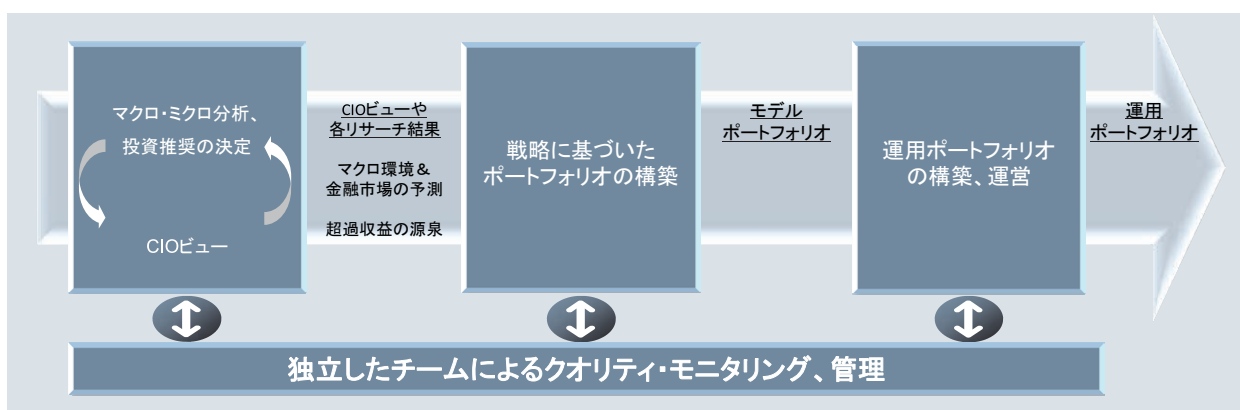 マクロ・ミクロ分析、
投資推奨の決定
CIOビュー
CIOビューや
各リサーチ結果
マクロ環境＆
金融市場の予測
超過収益の源泉
戦略に基づいた
ポートフォリオの構築
モデル
ポートフォリオ
運用ポートフォリオ
の構築、運営
運用
ポートフォリオ
独立したチームによるクオリティ・モニタリング、管理